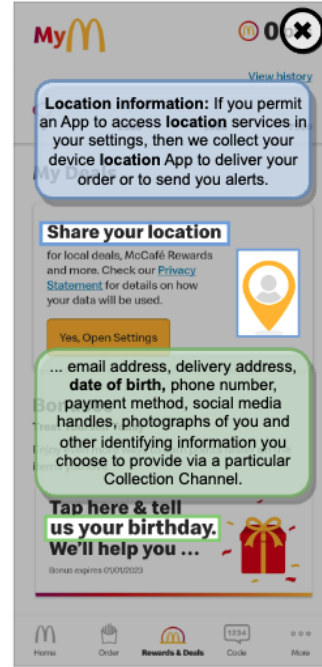 My
0
View history
Location information: If you permit
an App to access location services in
your settings, then we collect your
device location App to deliver your
order or to send you alerts.
My Deals
Share your location
for local deals, McCafé Rewards
and more. Check our Privacy
Statement for details on how
your data will be used.
Yes, Open Settings
... email address, delivery address,
date of birth, phone number,
payment method, social media
handles, photographs of you and
other identifying information you
choose to provide via a particular
Collection Channel.
Tap here & tell
us your birthday.
We'll help you ...
Bonus expires 01/01/2023
1234
Home
Order
Rewards & Deals
Code
More